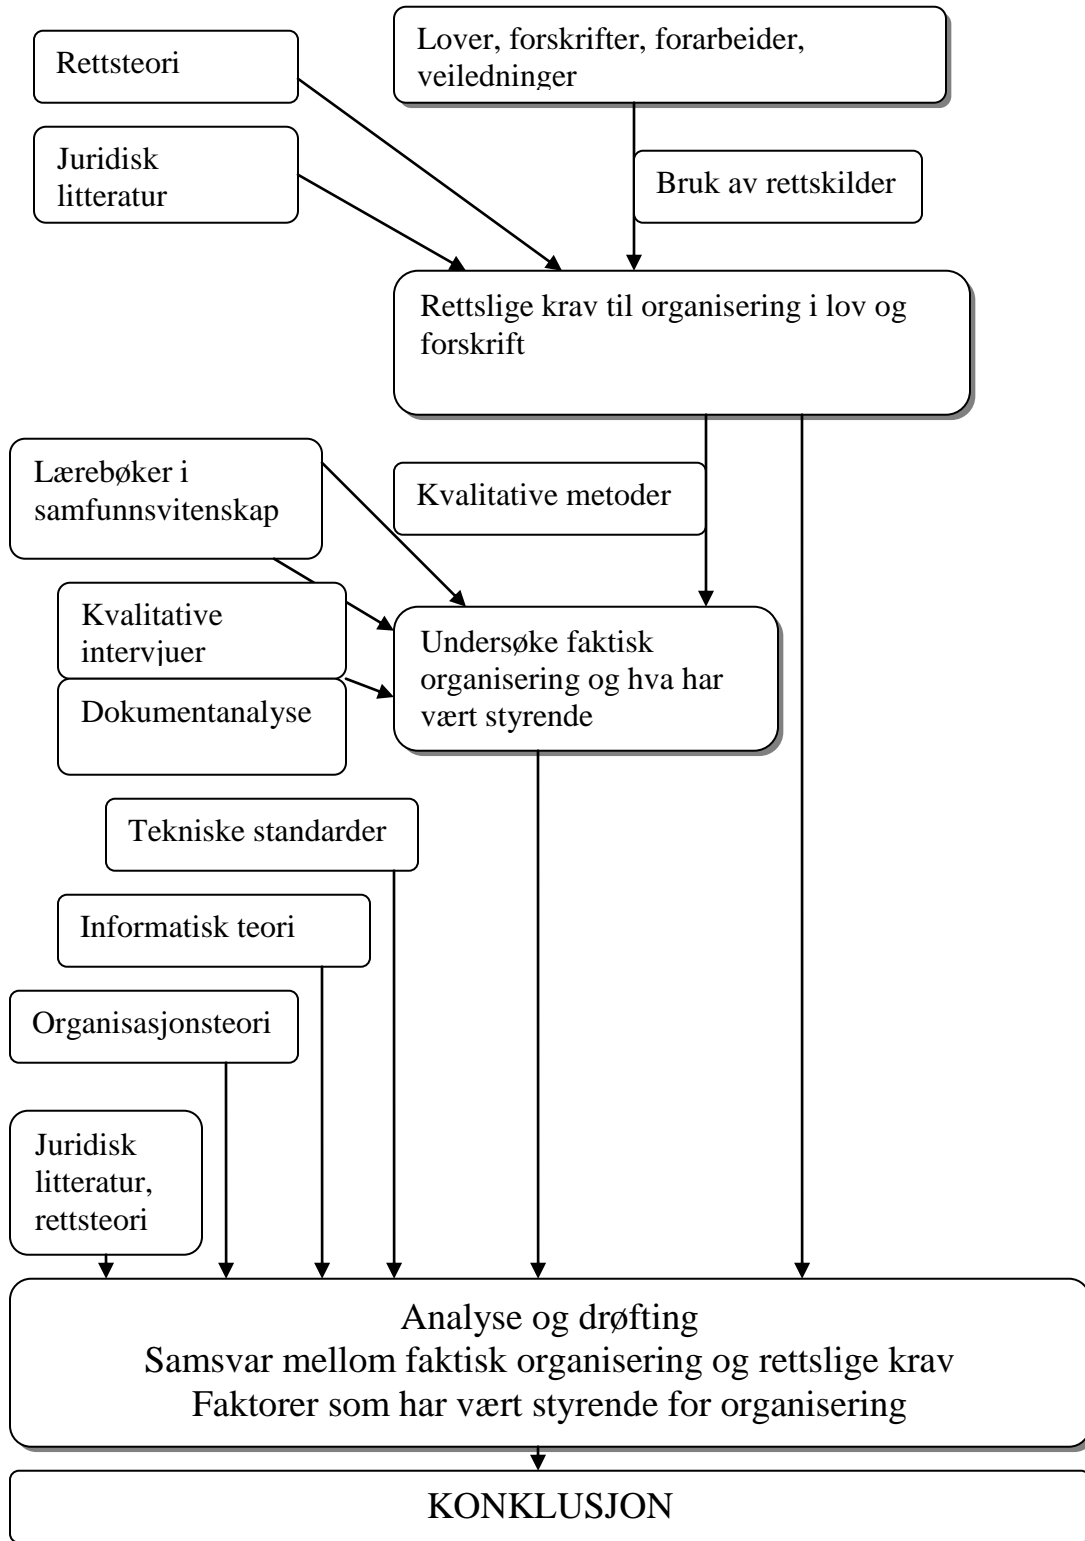 Rettsteori
Lover, forskrifter, forarbeider,
veiledninger
Juridisk
litteratur
Bruk av rettskilder
Rettslige krav til organisering i lov og
forskrift
Lærebøker i
samfunnsvitenskap
Kvalitative metoder
Kvalitative
intervjuer
Dokumentanalyse
Undersøke faktisk
organisering og hva har
vært styrende
Tekniske standarder
Informatisk teori
Organisasjonsteori
Juridisk
litteratur,
rettsteori
Analyse og drøfting
Samsvar mellom faktisk organisering og rettslige krav
Faktorer som har vært styrende for organisering
KONKLUSJON